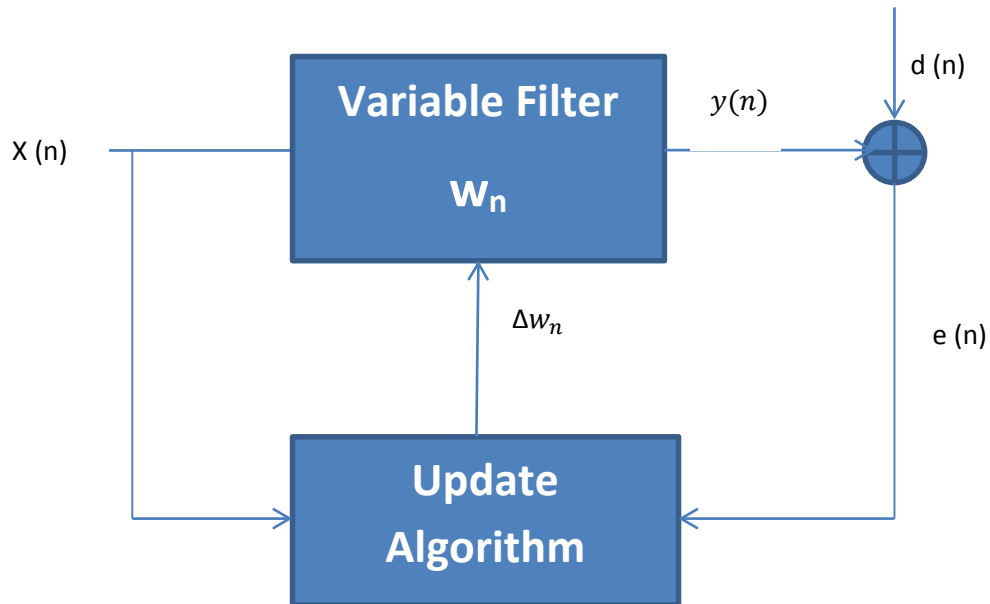 d (n)
Variable Filter
y(n)
X (n)
wₙ
Δwₙ
e (n)
Update
Algorithm